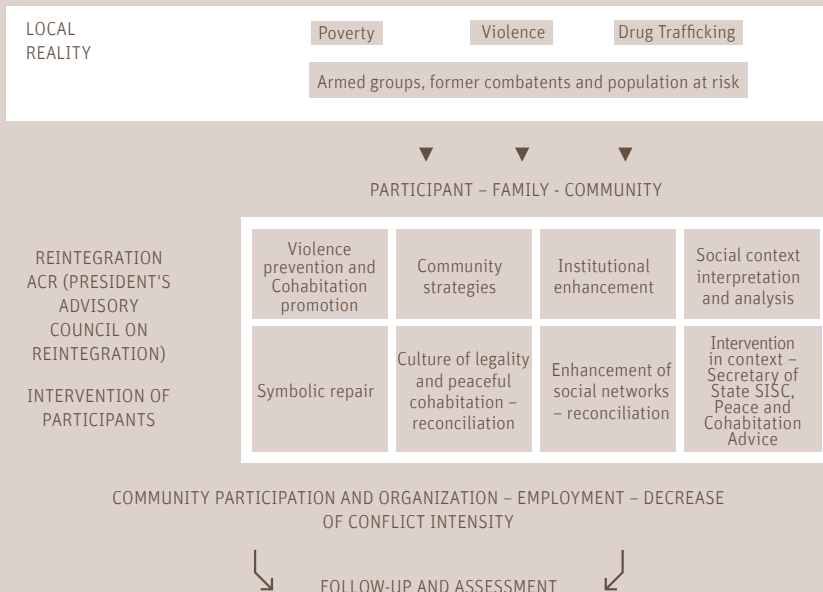 LOCAL
REALITY
Poverty
Violence
Drug Trafficking
Armed groups, former combatents and population at risk
PARTICIPANT – FAMILY - COMMUNITY
REINTEGRATION
ACR (PRESIDENT'S
ADVISORY
COUNCIL ON
REINTEGRATION)
INTERVENTION OF
PARTICIPANTS
Violence
prevention and
Cohabitation
promotion
Community
strategies
Institutional
enhancement
Social context
interpretation
and analysis
Symbolic repair
Culture of legality
and peaceful
cohabitation –
reconciliation
Enhancement of
social networks
– reconciliation
Intervention
in context –
Secretary of
State SISC,
Peace and
Cohabitation
Advice
COMMUNITY PARTICIPATION AND ORGANIZATION – EMPLOYMENT – DECREASE
OF CONFLICT INTENSITY
FOLLOW-UP AND ASSESSMENT